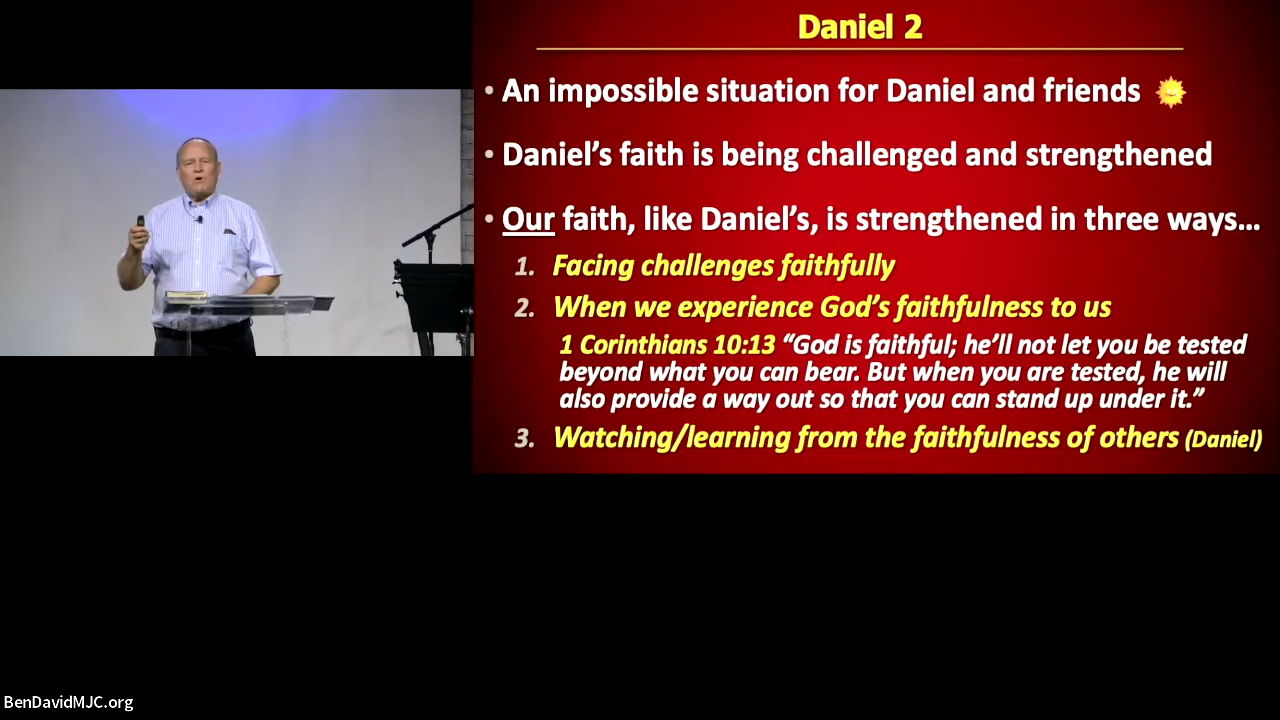 Daniel 2
• An impossible situation for Daniel and friends
• Daniel’s faith is being challenged and strengthened
• Our faith, like Daniel’s, is strengthened in three ways…
1. Facing challenges faithfully
2. When we experience God’s faithfulness to us
1 Corinthians 10:13 “God is faithful; he’ll not let you be tested
beyond what you can bear. But when you are tested, he will
also provide a way out so that you can stand up under it.”
3. Watching/learning from the faithfulness of others (Daniel)
BenDavidMJC.org